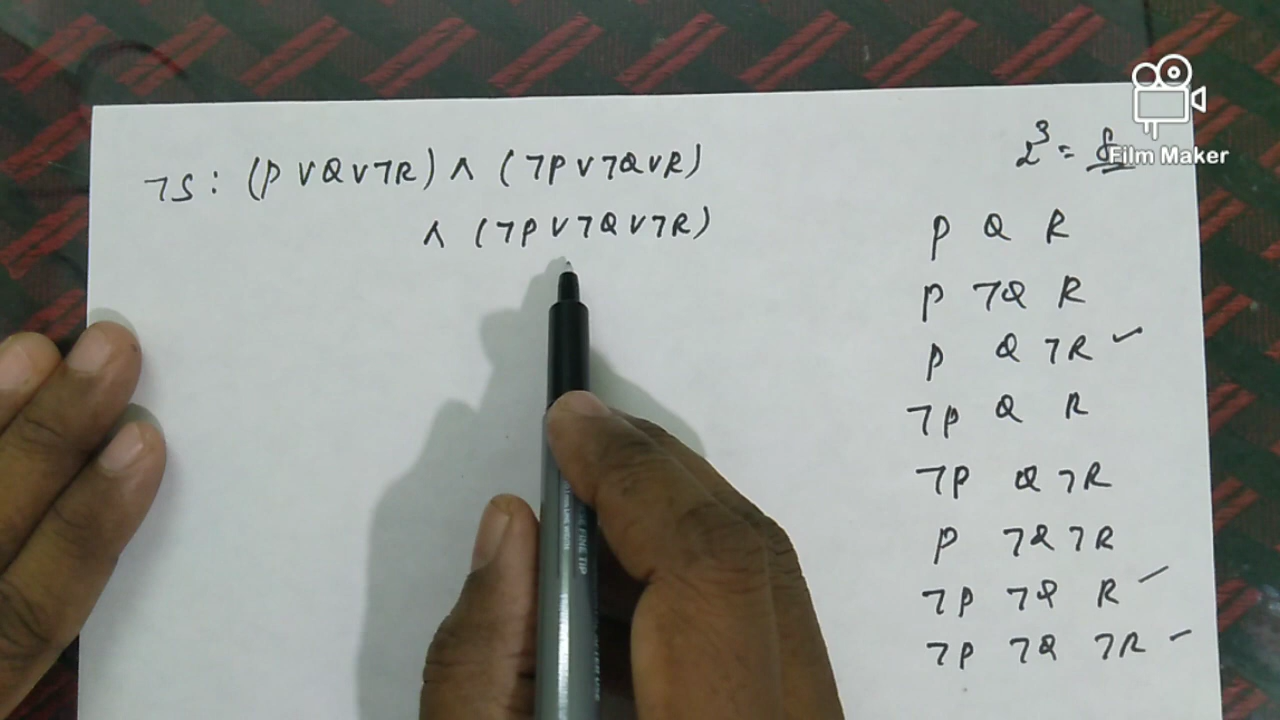 ¬S : (P ∨ Q ∨ ¬R) ∧ (¬P ∨ ¬Q ∨ R)
∧ (¬P ∨ ¬Q ∨ ¬R)
2³ = 8
Film Maker
P Q R
P ¬Q R
P Q ¬R ✓
¬P Q R
¬P Q ¬R
P ¬Q ¬R
¬P ¬Q R ✓
¬P ¬Q ¬R ✓